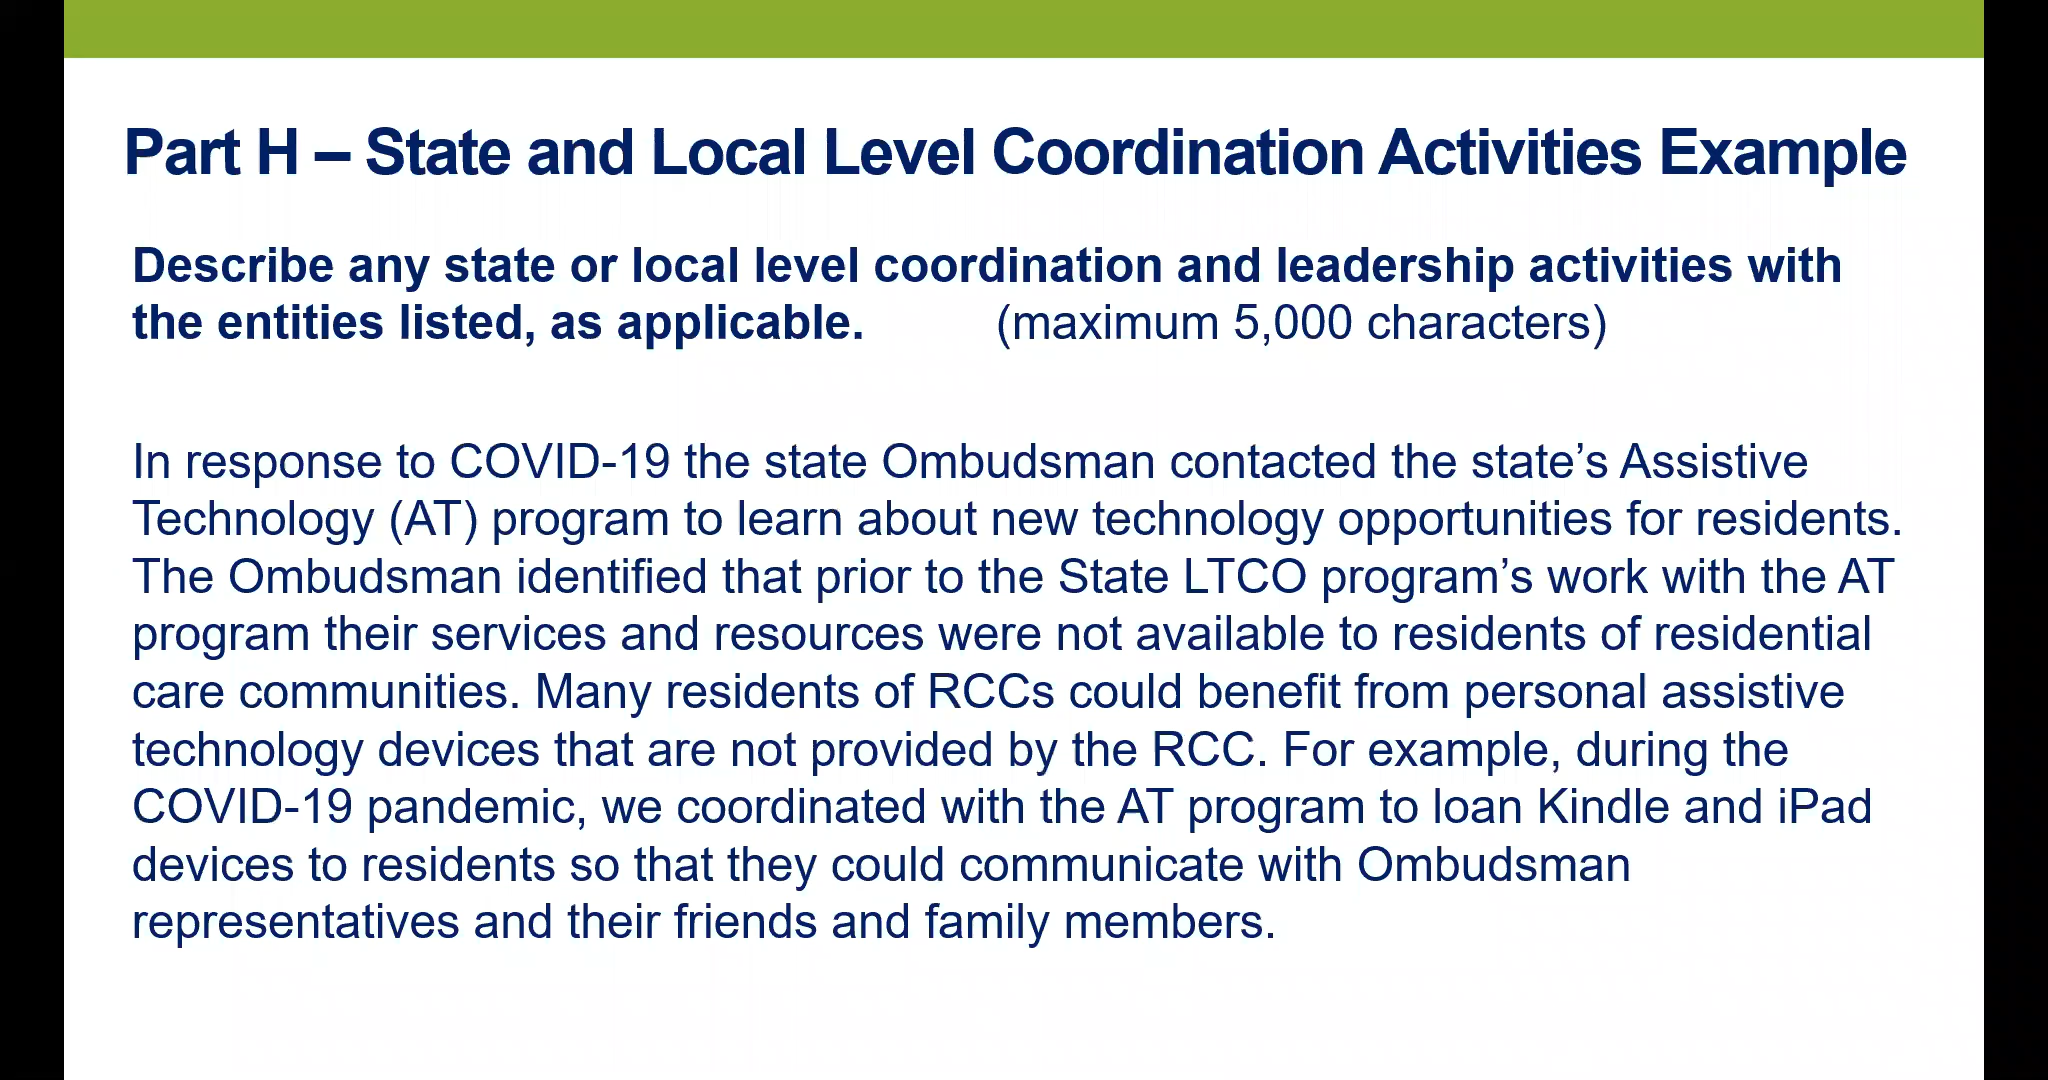 Part H – State and Local Level Coordination Activities Example
Describe any state or local level coordination and leadership activities with
the entities listed, as applicable. (maximum 5,000 characters)
In response to COVID-19 the state Ombudsman contacted the state’s Assistive
Technology (AT) program to learn about new technology opportunities for residents.
The Ombudsman identified that prior to the State LTCO program’s work with the AT
program their services and resources were not available to residents of residential
care communities. Many residents of RCCs could benefit from personal assistive
technology devices that are not provided by the RCC. For example, during the
COVID-19 pandemic, we coordinated with the AT program to loan Kindle and iPad
devices to residents so that they could communicate with Ombudsman
representatives and their friends and family members.